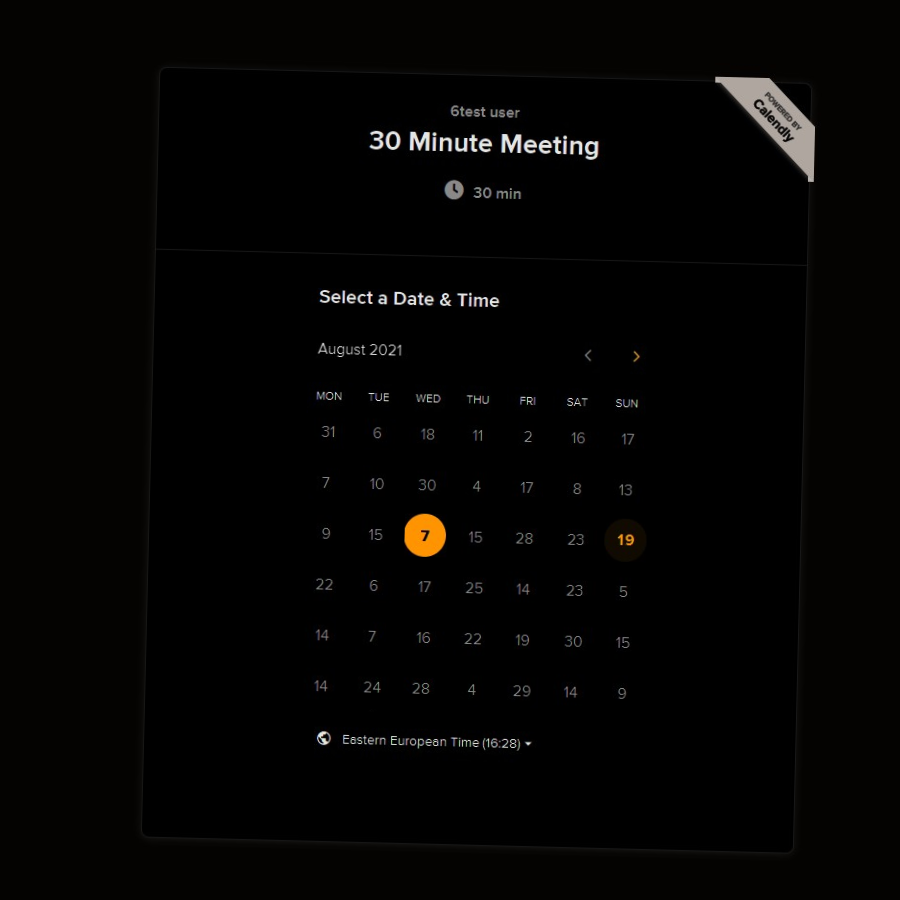 POWERED BY
Calendly
6test user
30 Minute Meeting
30 min
Select a Date & Time
August 2021
MON TUE WED THU FRI SAT SUN
31 6 18 11 2 16 17
7 10 30 4 17 8 13
9 15 7 15 28 23 19
22 6 17 25 14 23 5
14 7 16 22 19 30 15
14 24 28 4 29 14 9
Eastern European Time (16:28)